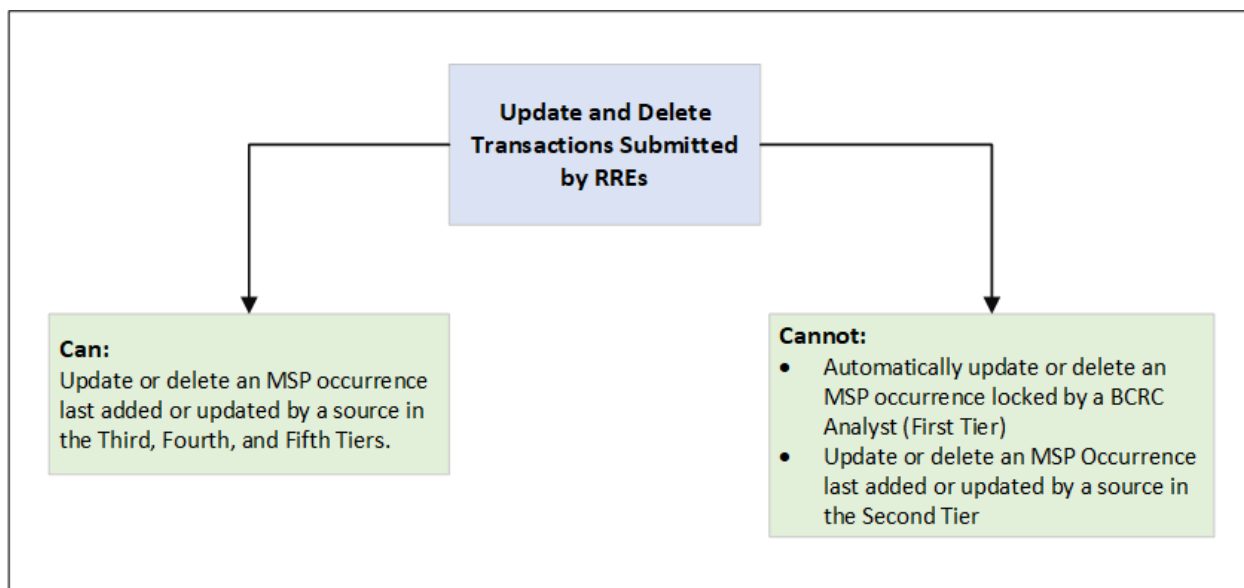 Update and Delete
Transactions Submitted
by RREs
Can:
Update or delete an MSP occurrence
last added or updated by a source in
the Third, Fourth, and Fifth Tiers.
Cannot:
• Automatically update or delete an
MSP occurrence locked by a BCRC
Analyst (First Tier)
• Update or delete an MSP Occurrence
last added or updated by a source in
the Second Tier